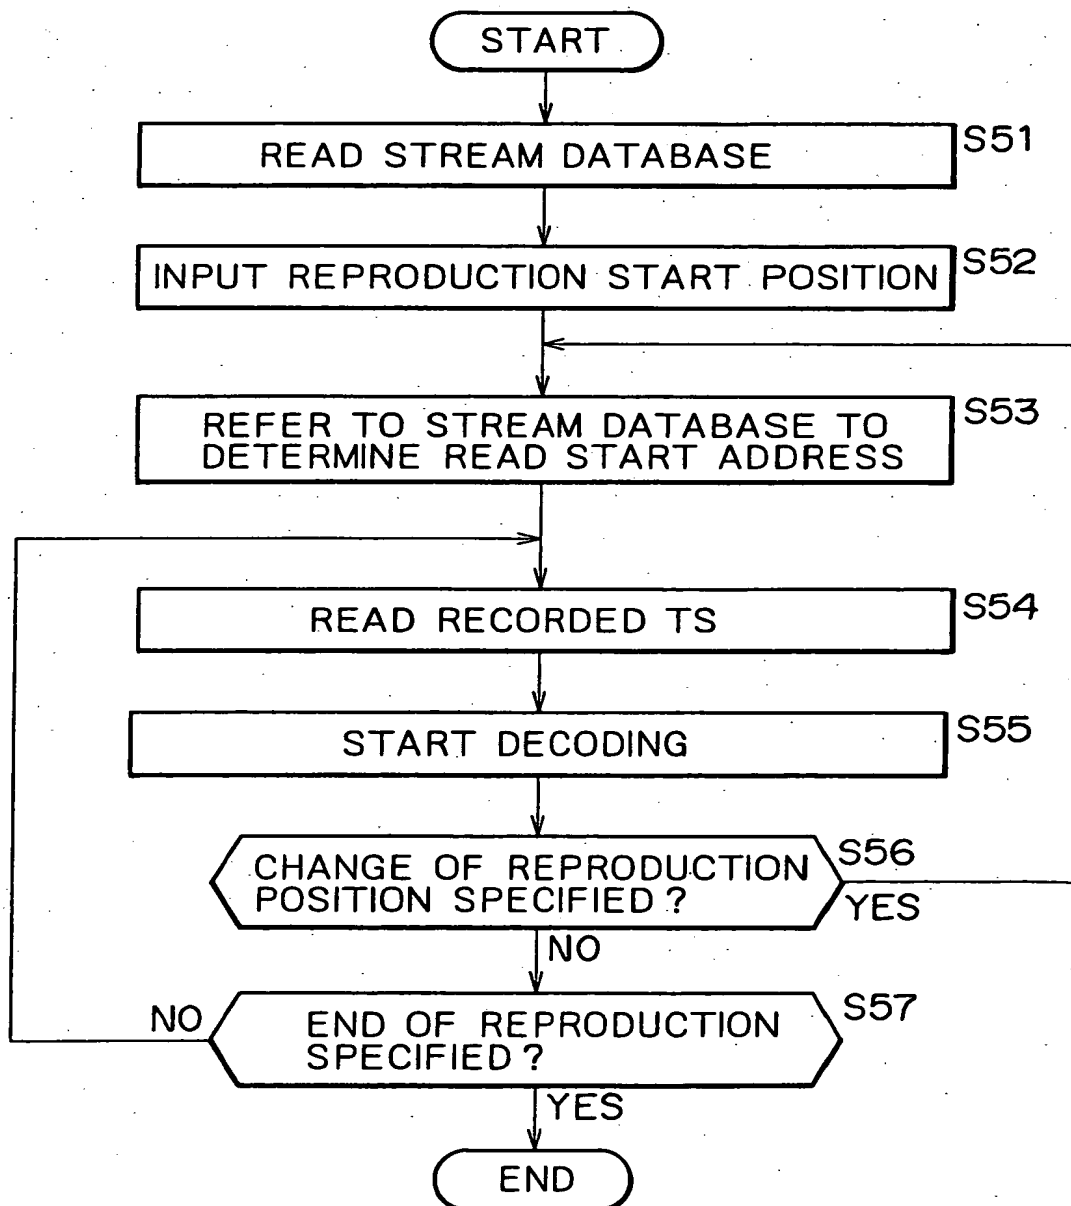 START
READ STREAM DATABASE
S51
INPUT REPRODUCTION START POSITION
S52
REFER TO STREAM DATABASE TO
DETERMINE READ START ADDRESS
S53
READ RECORDED TS
S54
START DECODING
S55
CHANGE OF REPRODUCTION
POSITION SPECIFIED ?
S56
YES
NO
END OF REPRODUCTION
SPECIFIED ?
S57
NO
YES
END